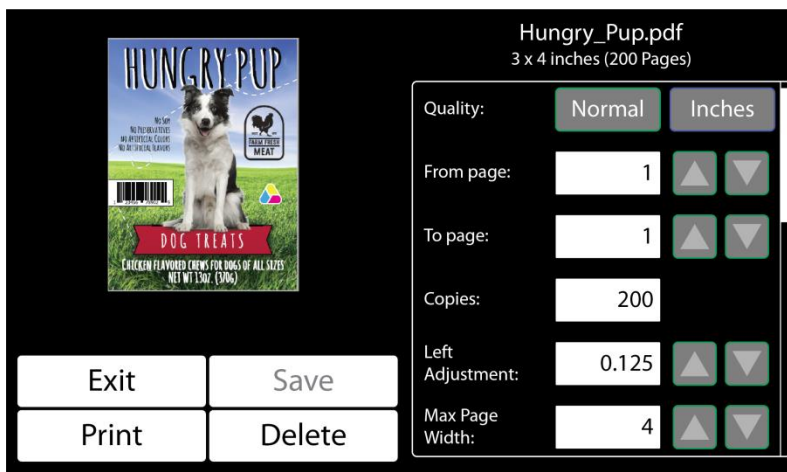 HUNGRY PUP
NO SOY
NO PRESERVATIVES
NO ARTIFICIAL COLORS
NO ARTIFICIAL FLAVORS
FARM FRESH
MEAT
DOG TREATS
CHICKEN FLAVORED CHEWS FOR DOGS OF ALL SIZES
NET WT 13OZ. (370G)
Exit
Save
Print
Delete
Hungry_Pup.pdf
3 x 4 inches (200 Pages)
Quality: Normal Inches
From page: 1
To page: 1
Copies: 200
Left
Adjustment: 0.125
Max Page
Width: 4